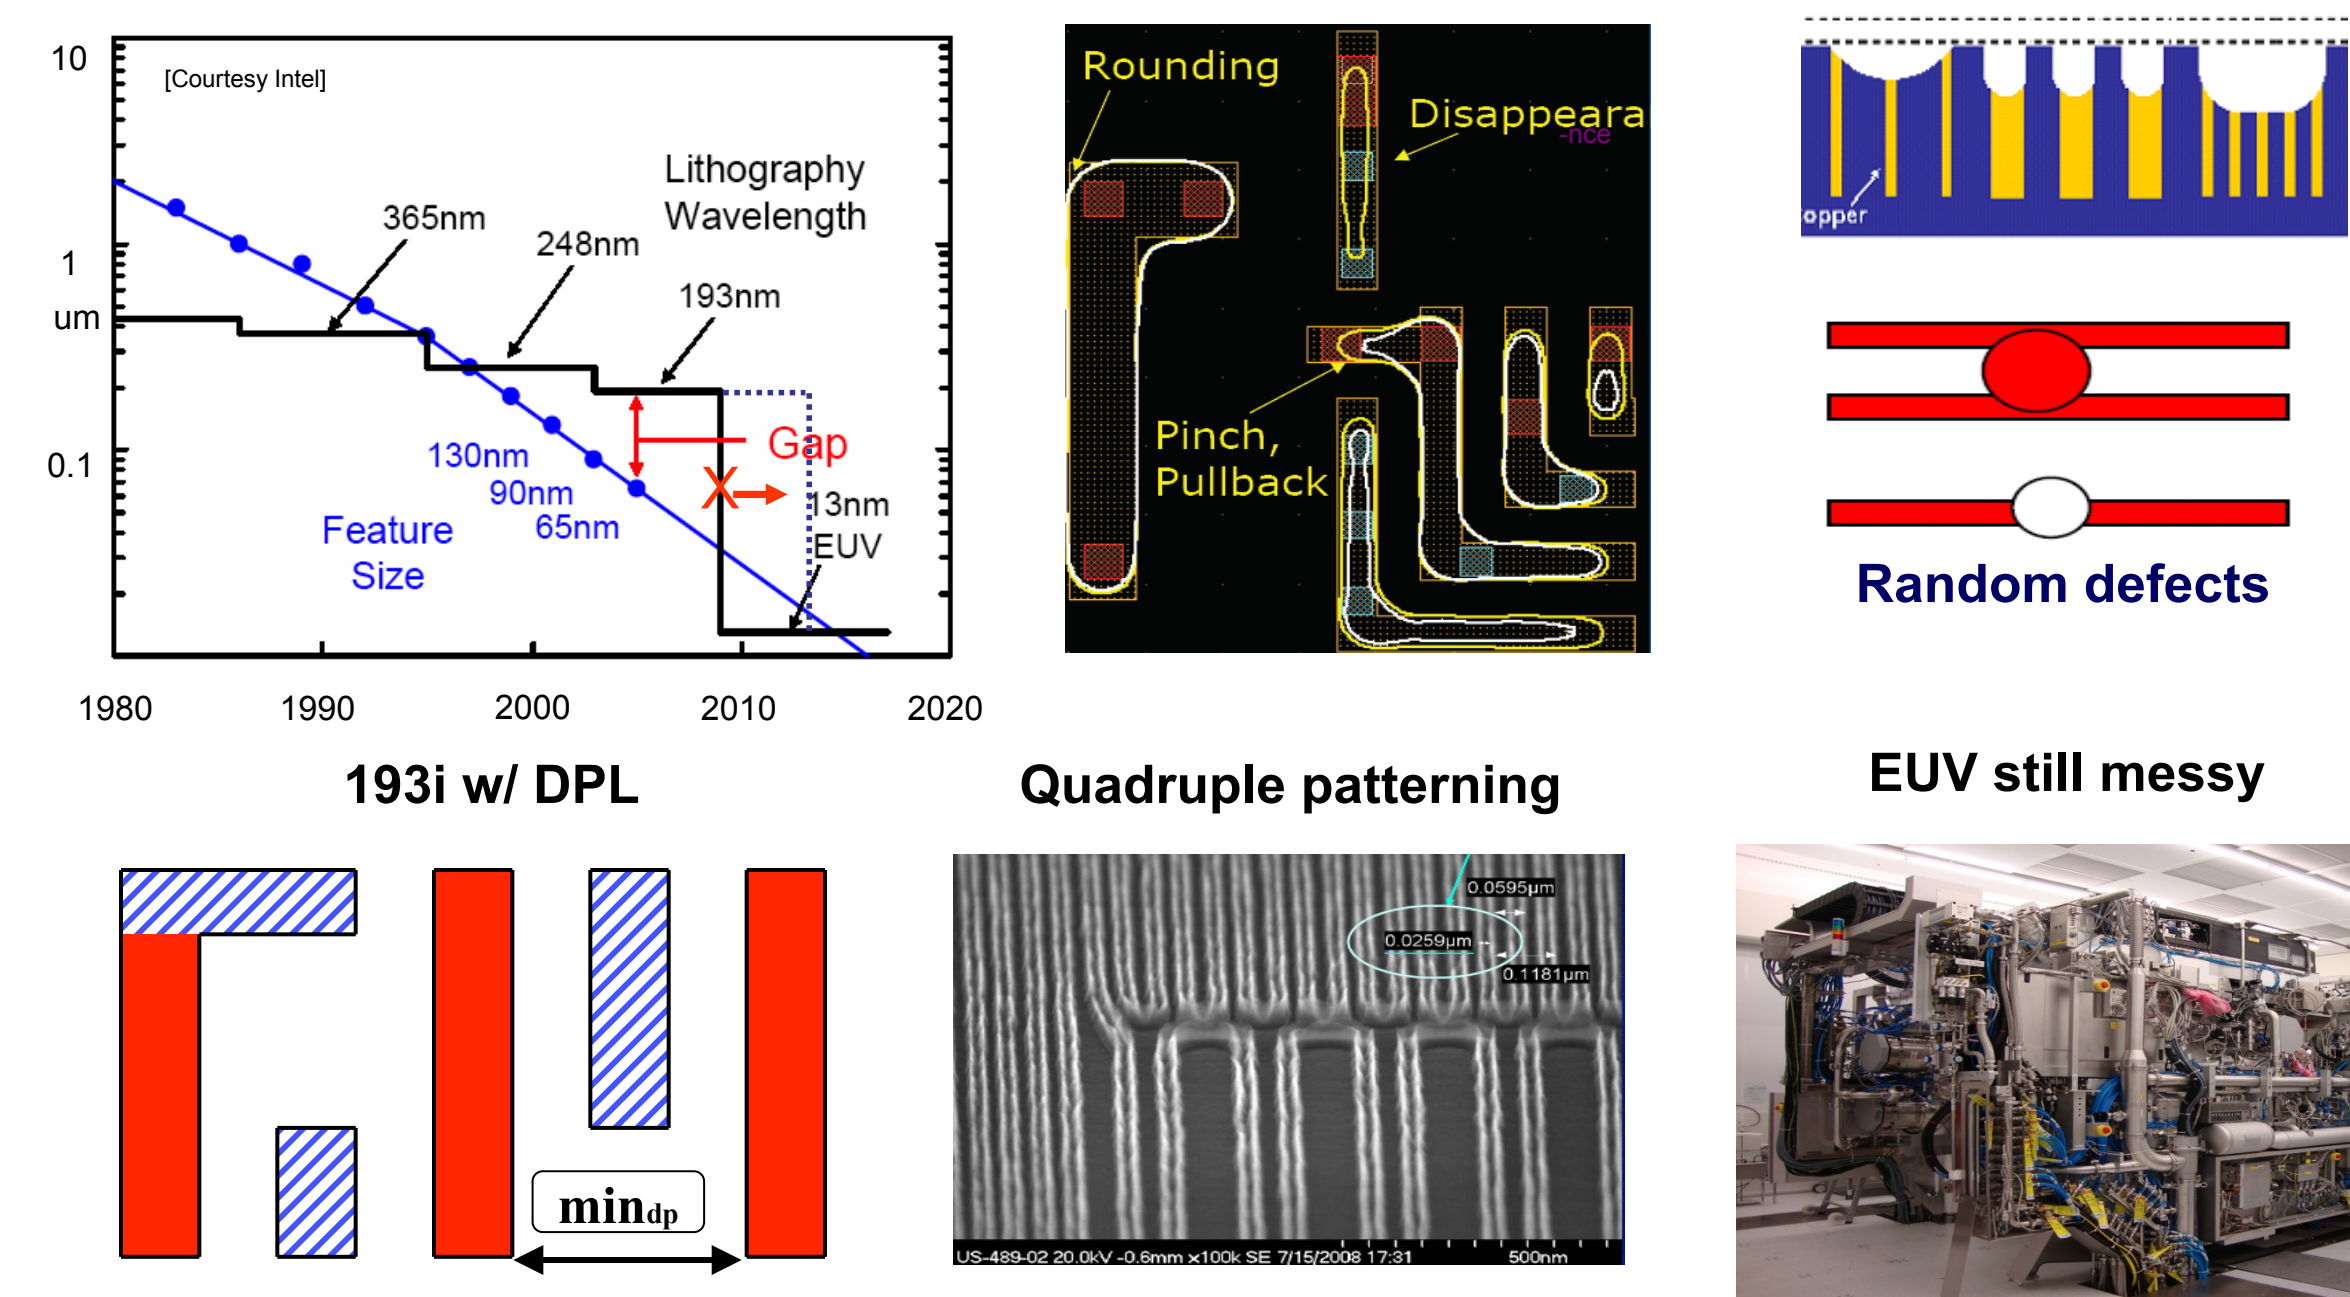 10
1
um
0.1
[Courtesy Intel]
Lithography
Wavelength
365nm
248nm
193nm
Gap
X
130nm
90nm
65nm
Feature
Size
13nm
EUV
1980
1990
2000
2010
2020
Rounding
Disappeara
-nce
Pinch,
Pullback
opper
Random defects
193i w/ DPL
Quadruple patterning
EUV still messy
mindp
0.0595µm
0.0259µm
0.1181µm
US-489-02 20.0kV -0.6mm x100k SE 7/15/2008 17:31
500nm